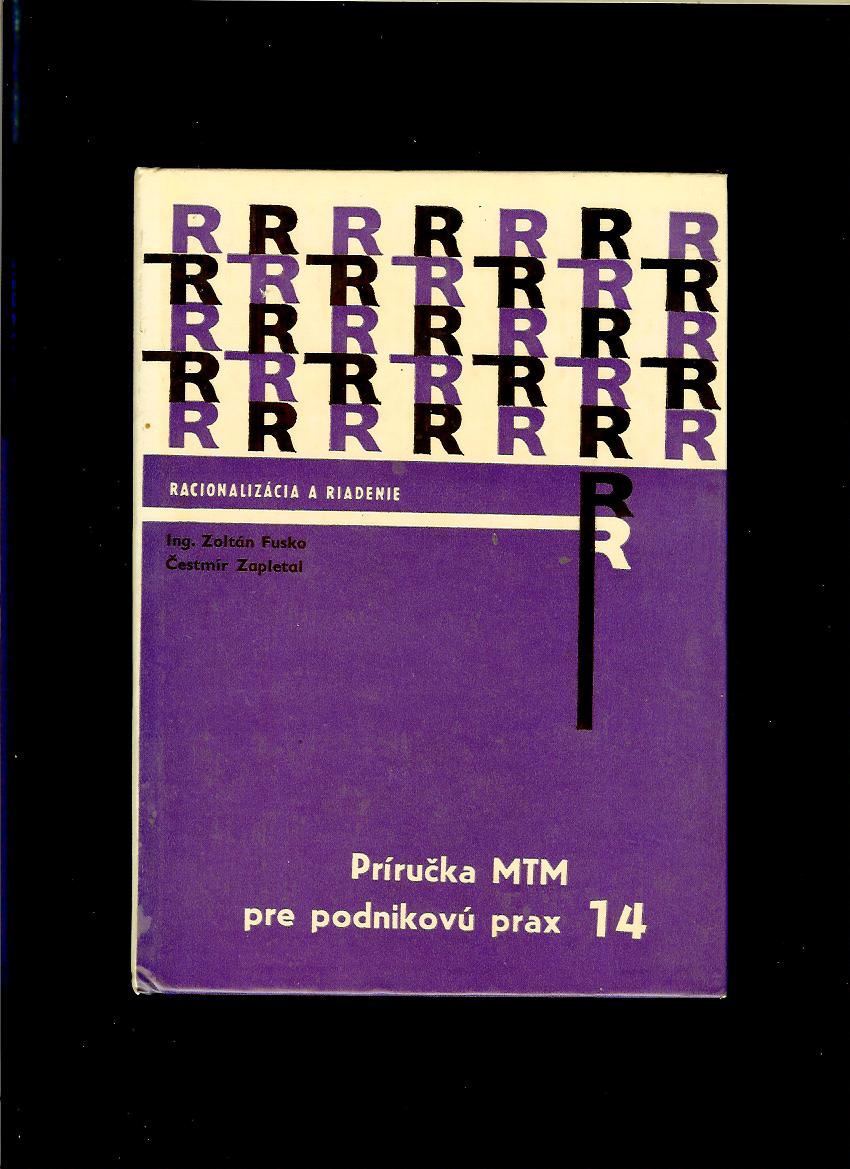 R R R R R R R
R R R R R R R
R R R R R R R
R R R R R R R
R R R R R R R
R
RACIONALIZÁCIA A RIADENIE
R
Ing. Zoltán Fusko
Čestmír Zapletal
Príručka MTM
pre podnikovú prax 14